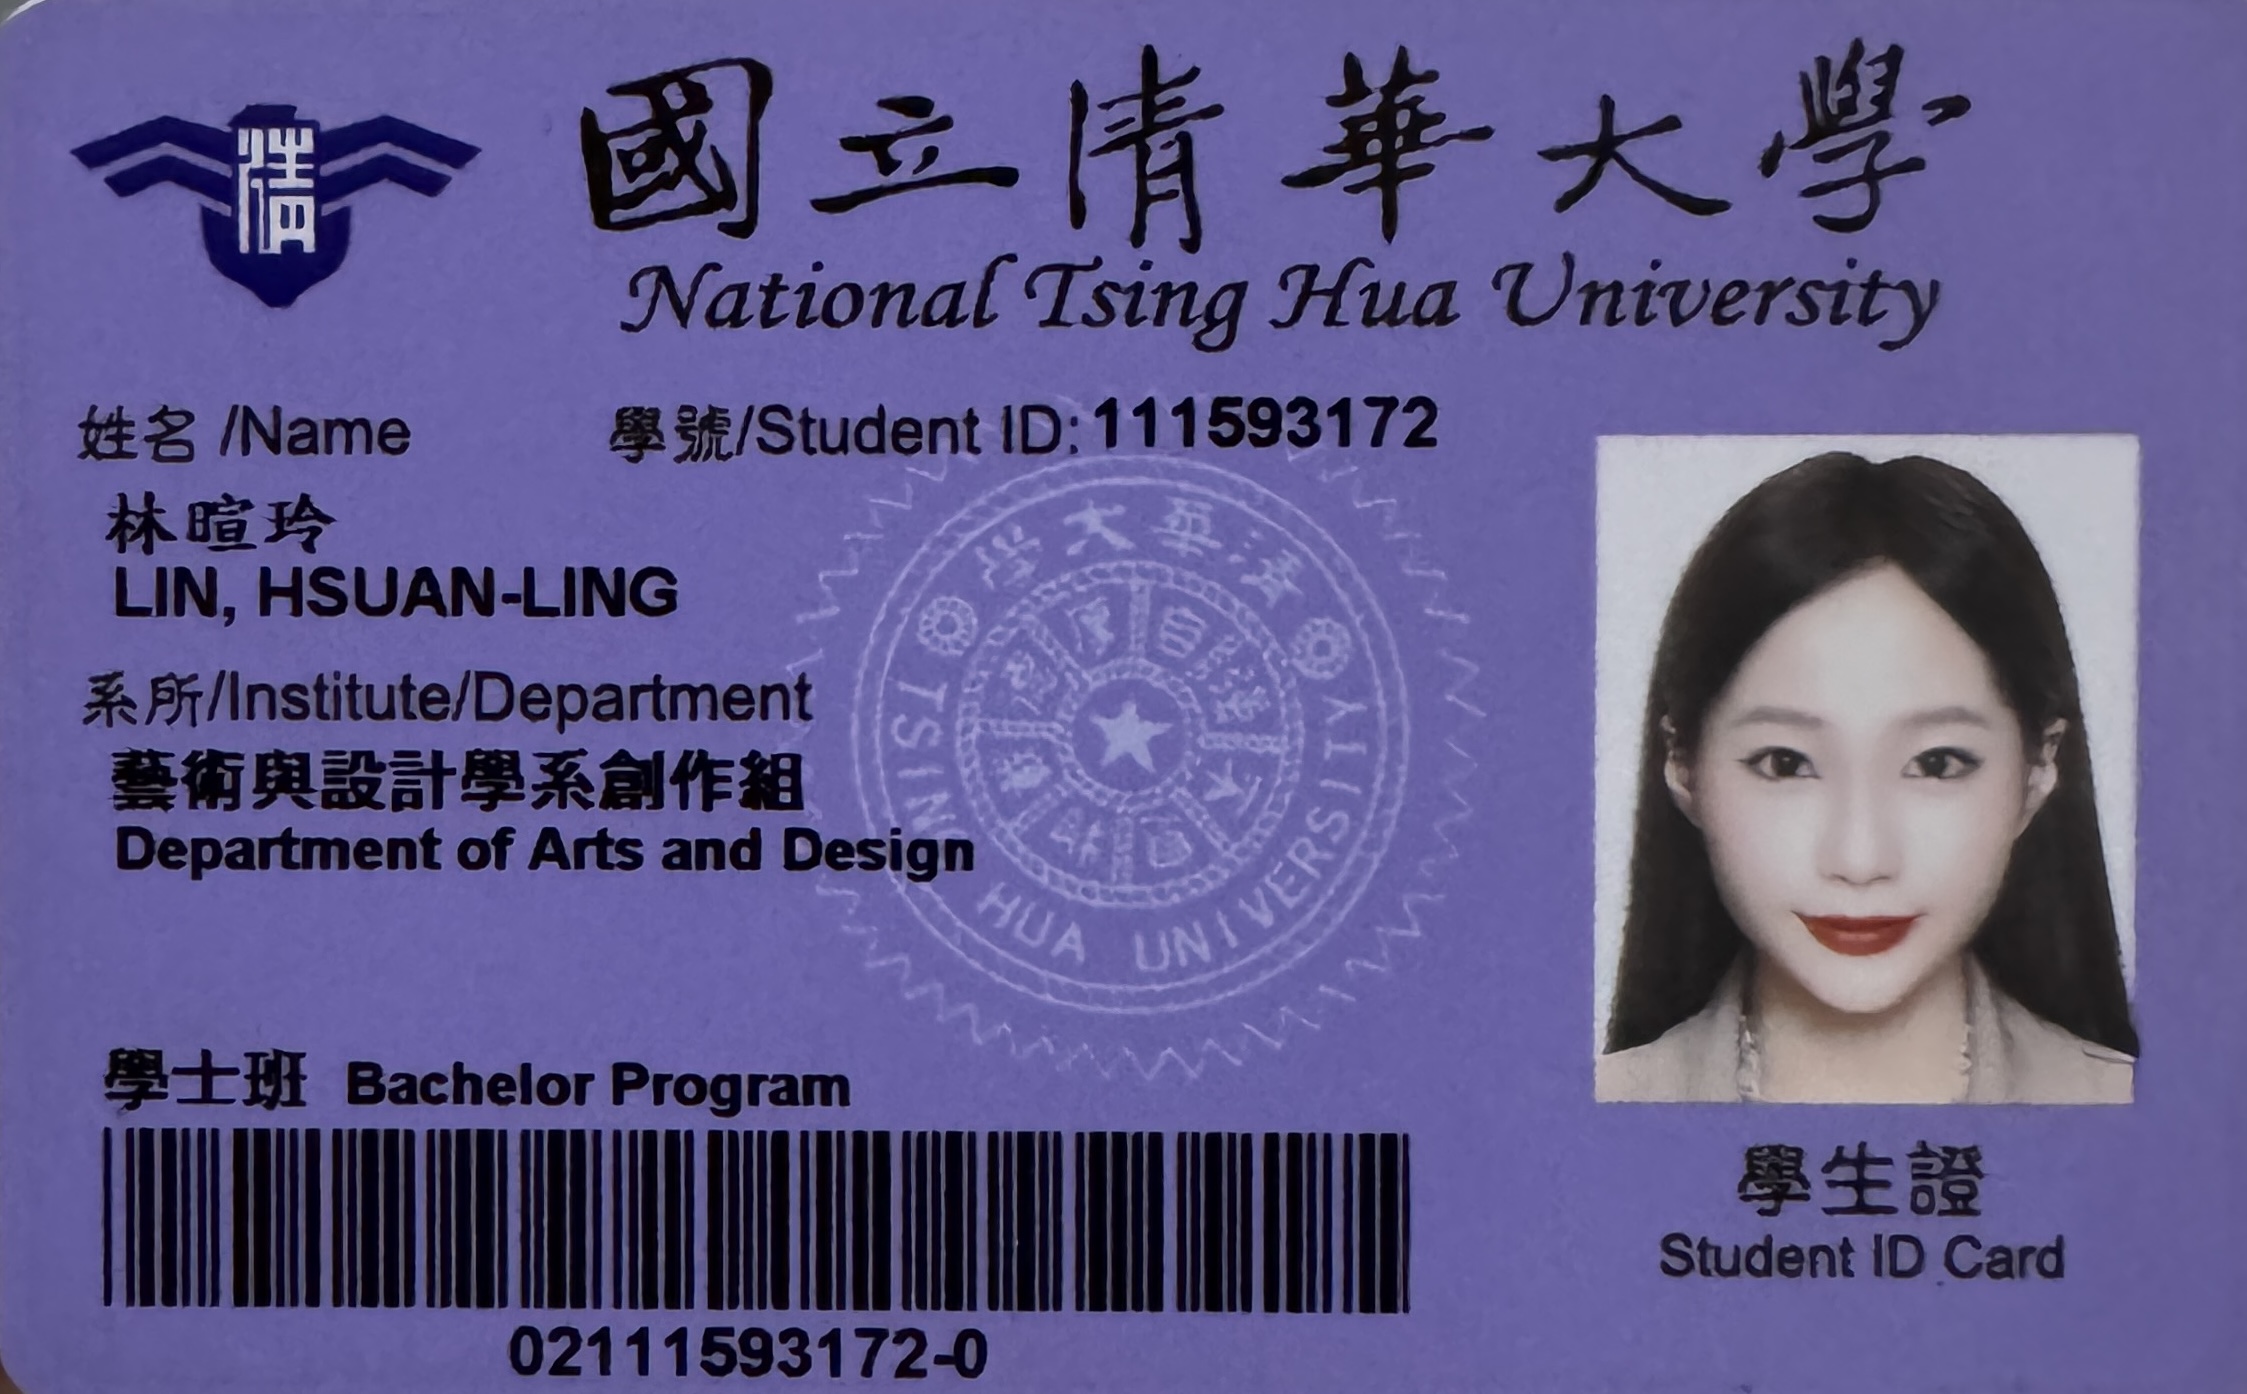 清
國立清華大學
National Tsing Hua University
姓名 /Name
學號/Student ID: 111593172
林暄玲
LIN, HSUAN-LING
系所/Institute/Department
藝術與設計學系創作組
Department of Arts and Design
學大華清
TSING HUA UNIVERSITY
學士班 Bachelor Program
02111593172-0
學生證
Student ID Card